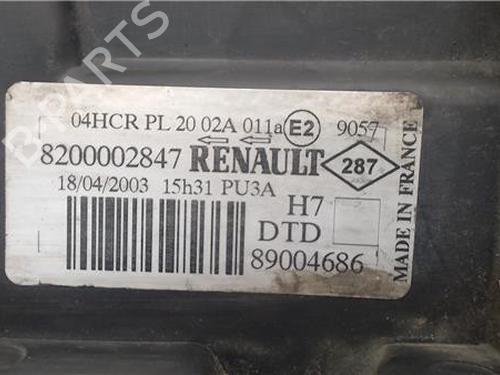 04HCR PL 20 02A 011a E2 9057
8200002847 RENAULT 287
18/04/2003 15h31 PU3A
H7
DTD
89004686
MADE IN FRANCE
B-PARTS